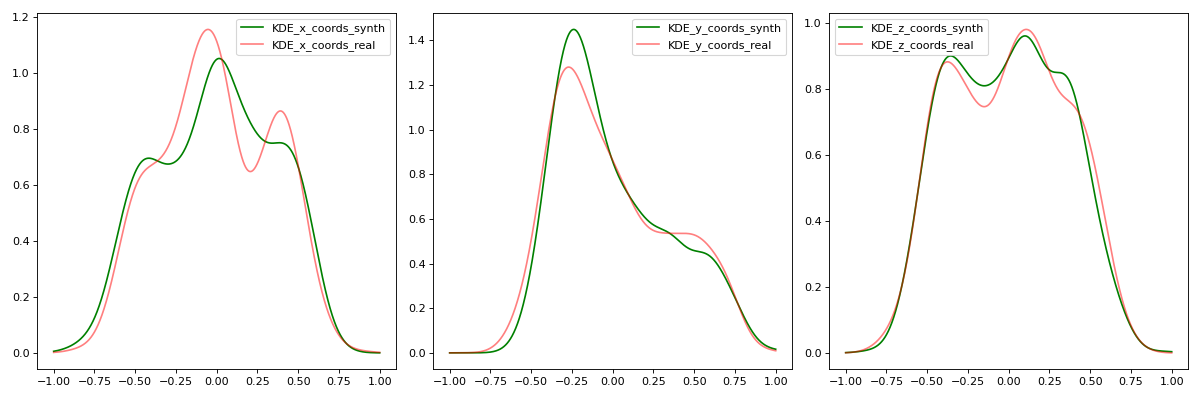 KDE_x_coords_synth
KDE_x_coords_real
1.2
1.0
0.8
0.6
0.4
0.2
0.0
−1.00 −0.75 −0.50 −0.25 0.00 0.25 0.50 0.75 1.00
KDE_y_coords_synth
KDE_y_coords_real
1.4
1.2
1.0
0.8
0.6
0.4
0.2
0.0
−1.00 −0.75 −0.50 −0.25 0.00 0.25 0.50 0.75 1.00
KDE_z_coords_synth
KDE_z_coords_real
1.0
0.8
0.6
0.4
0.2
0.0
−1.00 −0.75 −0.50 −0.25 0.00 0.25 0.50 0.75 1.00